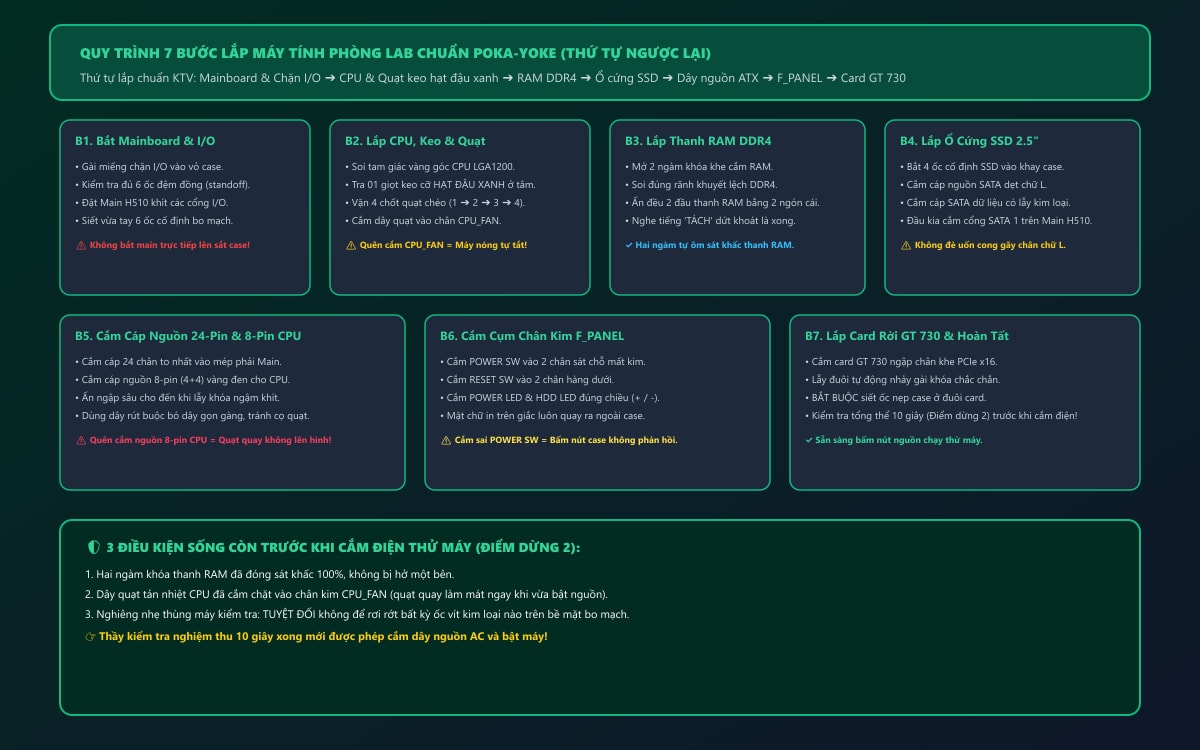 QUY TRÌNH 7 BƯỚC LẮP MÁY TÍNH PHÒNG LAB CHUẨN POKA-YOKE (THỨ TỰ NGƯỢC LẠI)
Thứ tự lắp chuẩn KTV: Mainboard & Chặn I/O ➔ CPU & Quạt keo hạt đậu xanh ➔ RAM DDR4 ➔ Ổ cứng SSD ➔ Dây nguồn ATX ➔ F_PANEL ➔ Card GT 730
B1. Bắt Mainboard & I/O
• Gài miếng chặn I/O vào vỏ case.
• Kiểm tra đủ 6 ốc đệm đồng (standoff).
• Đặt Main H510 khít các cổng I/O.
• Siết vừa tay 6 ốc cố định bo mạch.
⚠ Không bắt main trực tiếp lên sắt case!
B2. Lắp CPU, Keo & Quạt
• Soi tam giác vàng góc CPU LGA1200.
• Tra 01 giọt keo cỡ HẠT ĐẬU XANH ở tâm.
• Vặn 4 chốt quạt chéo (1 ➔ 2 ➔ 3 ➔ 4).
• Cắm dây quạt vào chân CPU_FAN.
⚠ Quên cắm CPU_FAN = Máy nóng tự tắt!
B3. Lắp Thanh RAM DDR4
• Mở 2 ngàm khóa khe cắm RAM.
• Soi đúng rãnh khuyết lệch DDR4.
• Ấn đều 2 đầu thanh RAM bằng 2 ngón cái.
• Nghe tiếng 'TÁCH' dứt khoát là xong.
✓ Hai ngàm tự ôm sát khấc thanh RAM.
B4. Lắp Ổ Cứng SSD 2.5"
• Bắt 4 ốc cố định SSD vào khay case.
• Cắm cáp nguồn SATA dẹt chữ L.
• Cắm cáp SATA dữ liệu có lẫy kim loại.
• Đầu kia cắm cổng SATA 1 trên Main H510.
⚠ Không đè uốn cong gãy chân chữ L.
B5. Cắm Cáp Nguồn 24-Pin & 8-Pin CPU
• Cắm cáp 24 chân to nhất vào mép phải Main.
• Cắm cáp nguồn 8-pin (4+4) vàng đen cho CPU.
• Ấn ngập sâu cho đến khi lẫy khóa ngậm khít.
• Dùng dây rút buộc bó dây gọn gàng, tránh cọ quạt.
⚠ Quên cắm nguồn 8-pin CPU = Quạt quay không lên hình!
B6. Cắm Cụm Chân Kim F_PANEL
• Cắm POWER SW vào 2 chân sát chỗ mất kim.
• Cắm RESET SW vào 2 chân hàng dưới.
• Cắm POWER LED & HDD LED đúng chiều (+ / -).
• Mặt chữ in trên giắc luôn quay ra ngoài case.
⚠ Cắm sai POWER SW = Bấm nút case không phản hồi.
B7. Lắp Card Rời GT 730 & Hoàn Tất
• Cắm card GT 730 ngập chân khe PCIe x16.
• Lẫy đuôi tự động nhảy gài khóa chắc chắn.
• BẮT BUỘC siết ốc nẹp case ở đuôi card.
• Kiểm tra tổng thể 10 giây (Điểm dừng 2) trước khi cắm điện!
✓ Sẵn sàng bấm nút nguồn chạy thử máy.
🛡 3 ĐIỀU KIỆN SỐNG CÒN TRƯỚC KHI CẮM ĐIỆN THỬ MÁY (ĐIỂM DỪNG 2):
1. Hai ngàm khóa thanh RAM đã đóng sát khấc 100%, không bị hở một bên.
2. Dây quạt tản nhiệt CPU đã cắm chặt vào chân kim CPU_FAN (quạt quay làm mát ngay khi vừa bật nguồn).
3. Nghiêng nhẹ thùng máy kiểm tra: TUYỆT ĐỐI không để rơi rớt bất kỳ ốc vít kim loại nào trên bề mặt bo mạch.
👉 Thầy kiểm tra nghiệm thu 10 giây xong mới được phép cắm dây nguồn AC và bật máy!